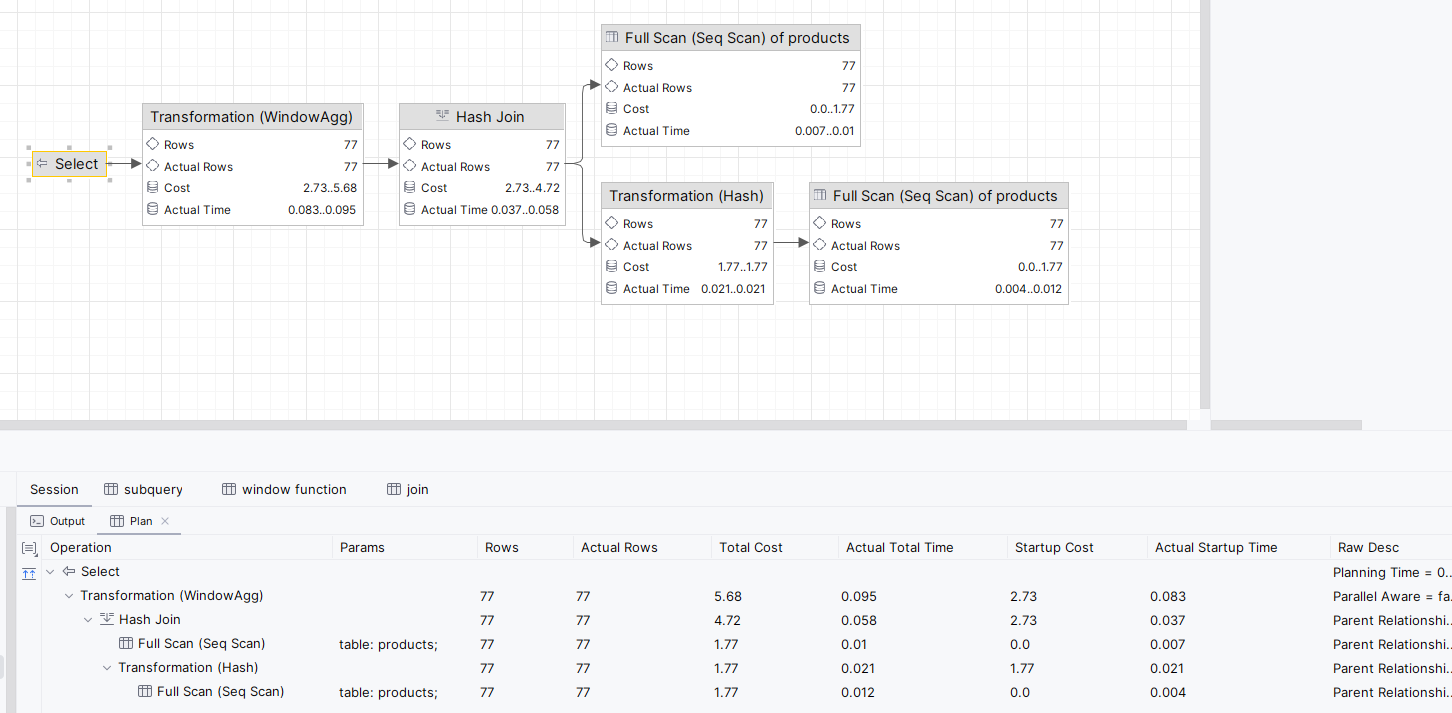 Full Scan (Seq Scan) of products
Rows 77
Actual Rows 77
Cost 0.0..1.77
Actual Time 0.007..0.01
Transformation (WindowAgg)
Rows 77
Actual Rows 77
Cost 2.73..5.68
Actual Time 0.083..0.095
Hash Join
Rows 77
Actual Rows 77
Cost 2.73..4.72
Actual Time 0.037..0.058
Select
Transformation (Hash)
Rows 77
Actual Rows 77
Cost 1.77..1.77
Actual Time 0.021..0.021
Full Scan (Seq Scan) of products
Rows 77
Actual Rows 77
Cost 0.0..1.77
Actual Time 0.004..0.012
Session subquery window function join
Output Plan
Operation Params Rows Actual Rows Total Cost Actual Total Time Startup Cost Actual Startup Time Raw Desc
Select Planning Time = 0..
Transformation (WindowAgg) 77 77 5.68 0.095 2.73 0.083 Parallel Aware = fa..
Hash Join 77 77 4.72 0.058 2.73 0.037 Parent Relationshi..
Full Scan (Seq Scan) table: products; 77 77 1.77 0.01 0.0 0.007 Parent Relationshi..
Transformation (Hash) 77 77 1.77 0.021 1.77 0.021 Parent Relationshi..
Full Scan (Seq Scan) table: products; 77 77 1.77 0.012 0.0 0.004 Parent Relationshi..